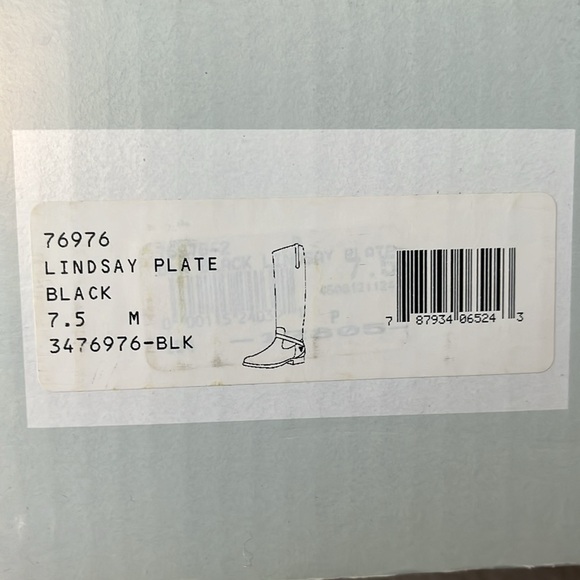 76976
LINDSAY PLATE
BLACK
7.5 M
3476976-BLK
7 87934 06524 3